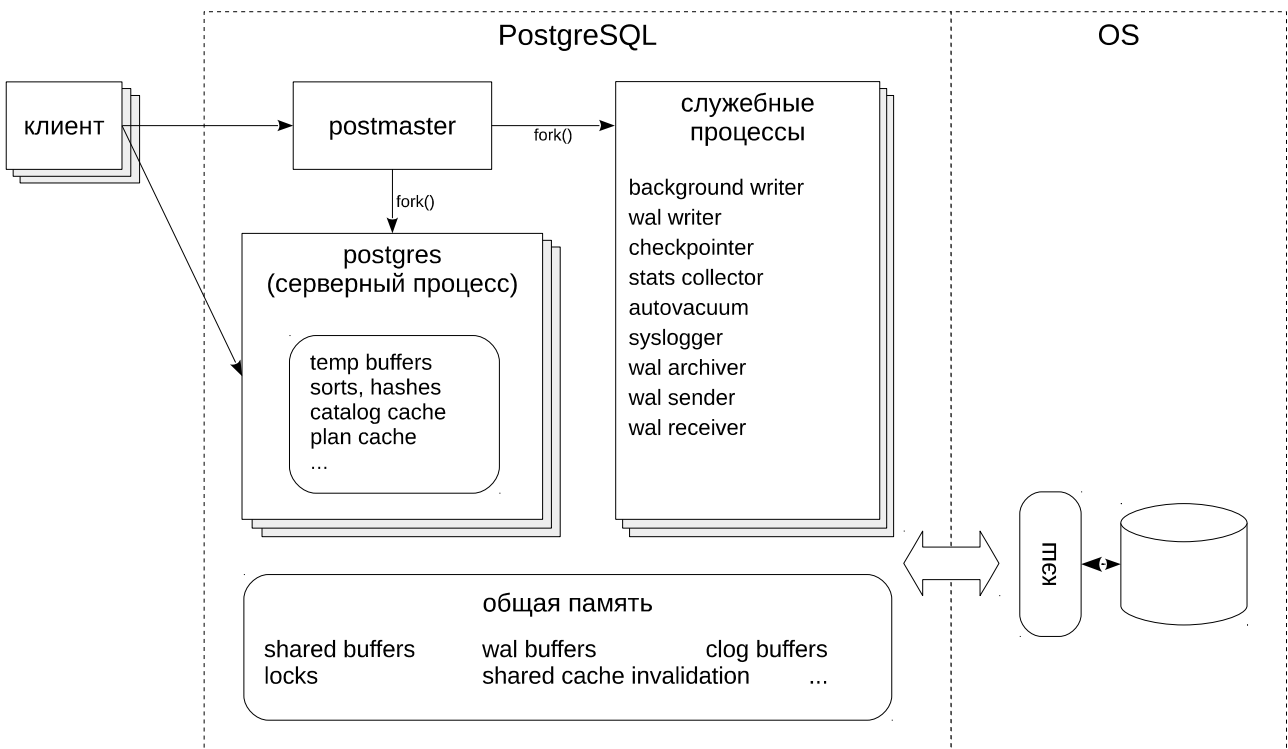 PostgreSQL
OS
клиент
postmaster
fork()
fork()
служебные
процессы
background writer
wal writer
checkpointer
stats collector
autovacuum
syslogger
wal archiver
wal sender
wal receiver
postgres
(серверный процесс)
temp buffers
sorts, hashes
catalog cache
plan cache
...
кэш
общая память
shared buffers wal buffers clog buffers
locks shared cache invalidation ...